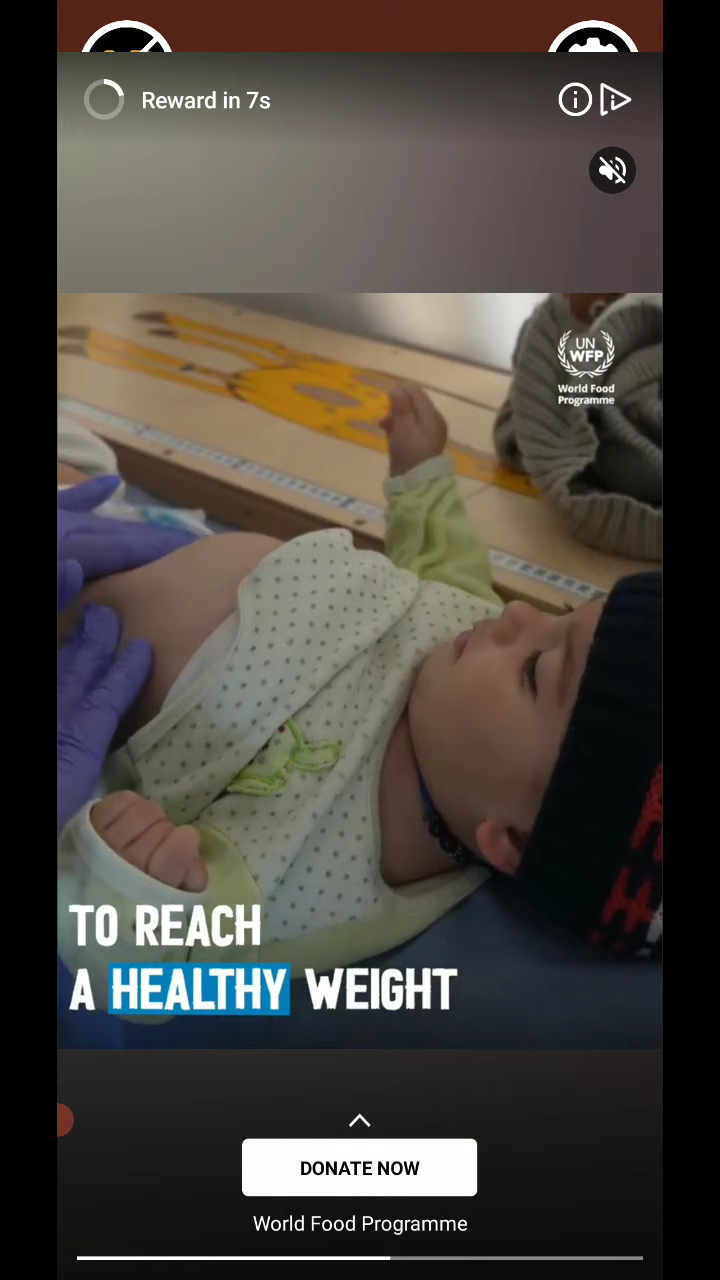 Reward in 7s
UN
WFP
World Food
Programme
TO REACH
A HEALTHY WEIGHT
DONATE NOW
World Food Programme